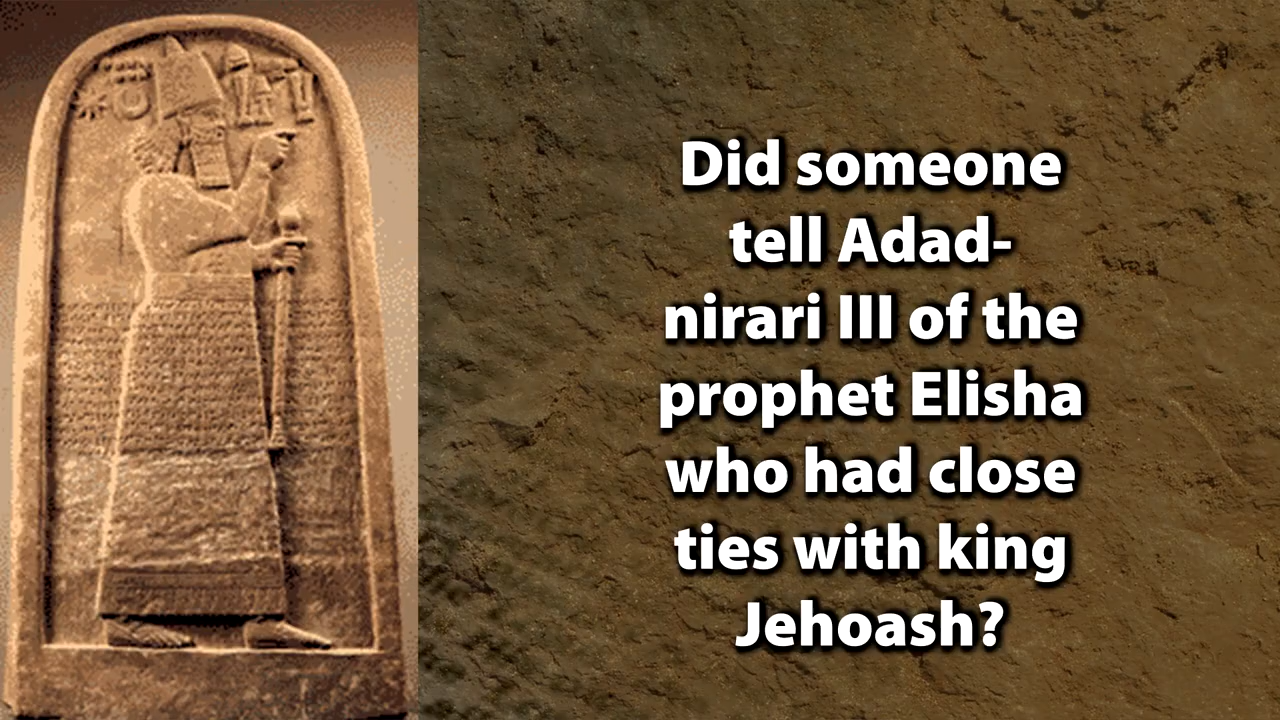 Did someone
tell Adad-
nirari III of the
prophet Elisha
who had close
ties with king
Jehoash?